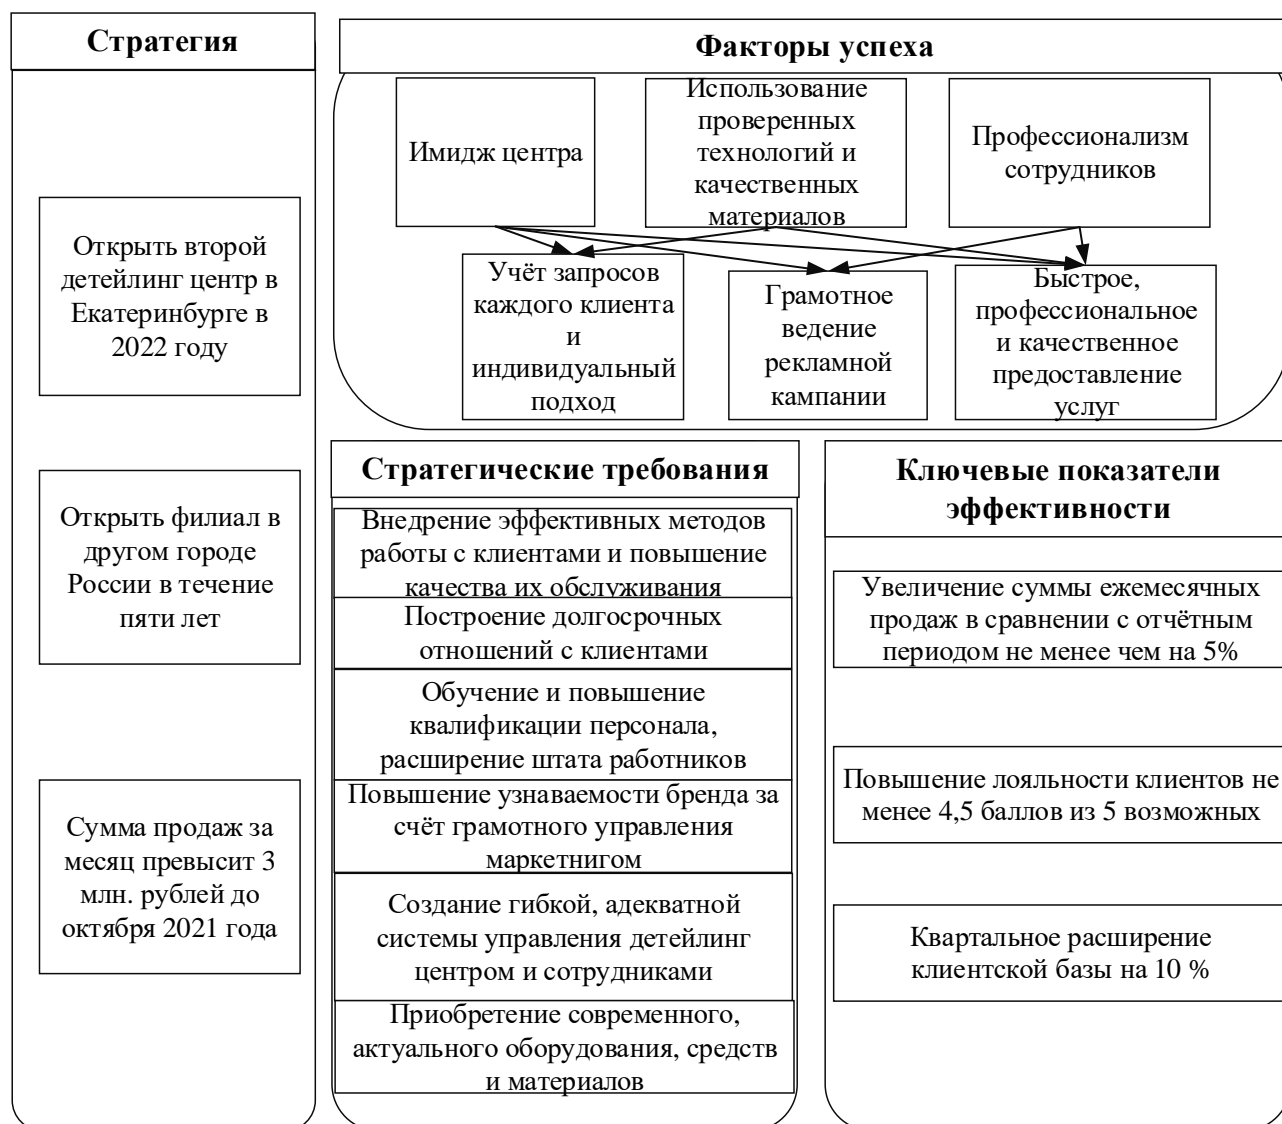 Стратегия
Открыть второй
детейлинг центр в
Екатеринбурге в
2022 году
Открыть филиал в
другом городе
России в течение
пяти лет
Сумма продаж за
месяц превысит 3
млн. рублей до
октября 2021 года
Факторы успеха
Имидж центра
Использование
проверенных
технологий и
качественных
материалов
Профессионализм
сотрудников
Учёт запросов
каждого клиента
и
индивидуальный
подход
Грамотное
ведение
рекламной
кампании
Быстрое,
профессиональное
и качественное
предоставление
услуг
Стратегические требования
Внедрение эффективных методов
работы с клиентами и повышение
качества их обслуживания
Построение долгосрочных
отношений с клиентами
Обучение и повышение
квалификации персонала,
расширение штата работников
Повышение узнаваемости бренда за
счёт грамотного управления
маркетнигом
Создание гибкой, адекватной
системы управления детейлинг
центром и сотрудниками
Приобретение современного,
актуального оборудования, средств
и материалов
Ключевые показатели
эффективности
Увеличение суммы ежемесячных
продаж в сравнении с отчётным
периодом не менее чем на 5%
Повышение лояльности клиентов не
менее 4,5 баллов из 5 возможных
Квартальное расширение
клиентской базы на 10 %